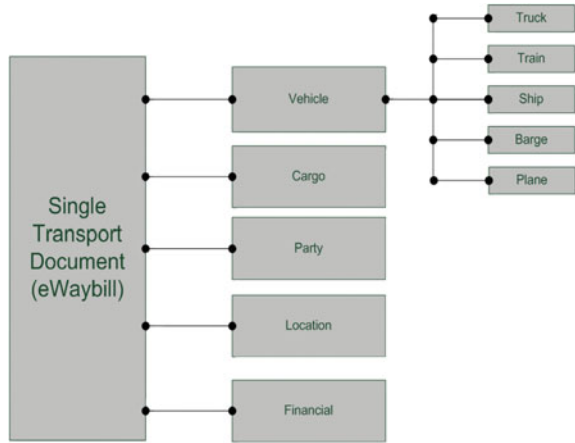 Single
Transport
Document
(eWaybill)
Vehicle
Cargo
Party
Location
Financial
Truck
Train
Ship
Barge
Plane